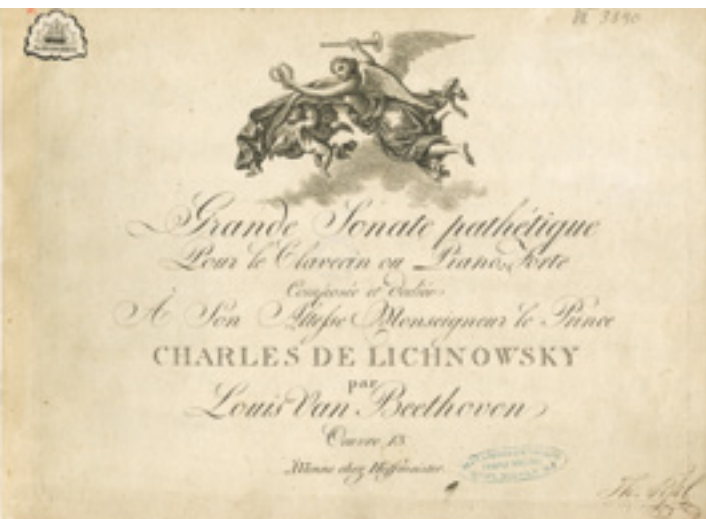 Grande Sonate pathétique
Pour le Clavecin ou Piano-Forte
Composée et dediée
À Son Altesse Monseigneur le Prince
CHARLES DE LICHNOWSKY
par
Louis Van Beethoven
Œuvre 13
Vienne chez Hoffmeister